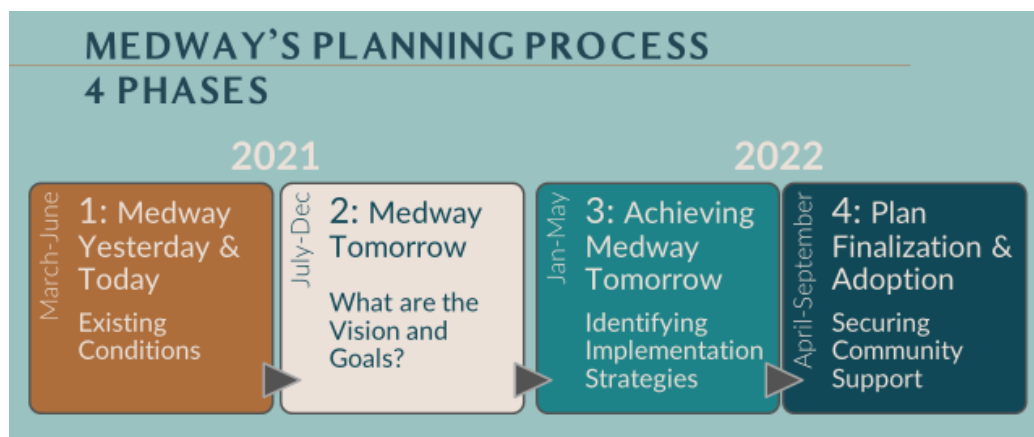 MEDWAY'S PLANNING PROCESS
4 PHASES
2021
2022
March-June
1: Medway
Yesterday &
Today
Existing
Conditions
July-Dec
2: Medway
Tomorrow
What are the
Vision and
Goals?
Jan-May
3: Achieving
Medway
Tomorrow
Identifying
Implementation
Strategies
April-September
4: Plan
Finalization &
Adoption
Securing
Community
Support